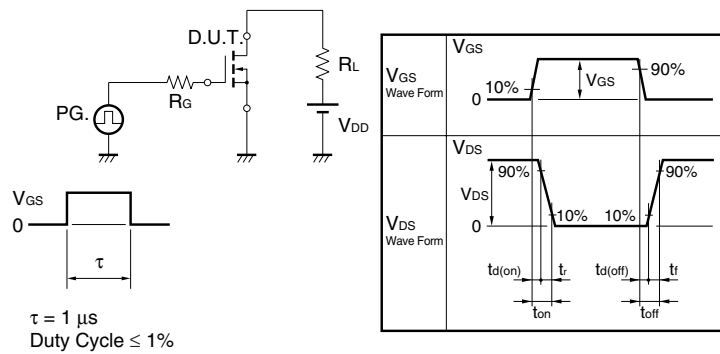 D.U.T.
RL
RG
PG.
VDD
VGS
0
τ
τ = 1 μs
Duty Cycle ≤ 1%
VGS
Wave Form
VGS
10%
0
VGS
90%
VDS
Wave Form
VDS
90%
VDS
0
10%
10%
90%
td(on)
tr
td(off)
tf
ton
toff